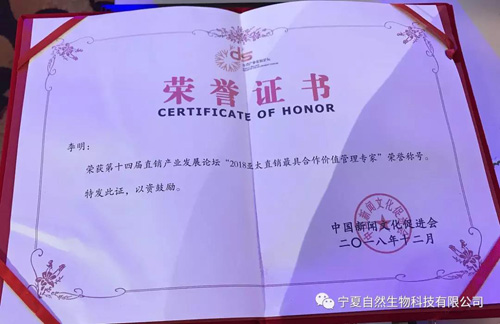 ds
荣誉证书
CERTIFICATE OF HONOR
李明:
荣获第十四届直销产业发展论坛“2018亚太直销最具合作价值管理专家”荣誉称号。
特发此证,以资鼓励。
中国新闻文化促进会
二〇一八年十二月
宁夏自然生物科技有限公司